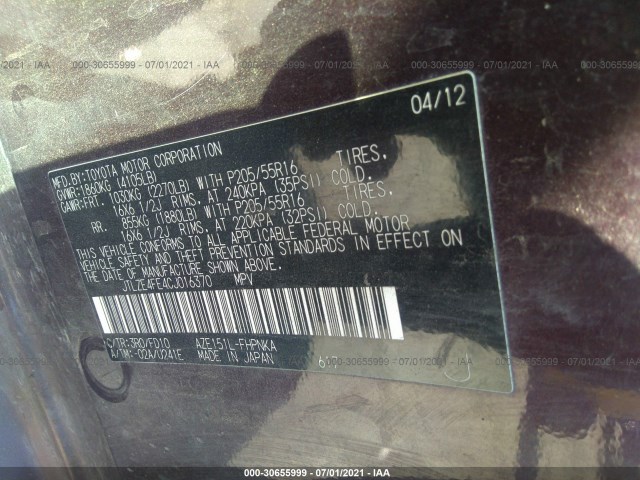 000-30655999 - 07/01/2021 - IAA
04/12
MFD.BY:TOYOTA MOTOR CORPORATION
GVWR:1860KG (4105LB)
GAWR:FRT. 1030KG (2270LB) WITH P205/55R16 TIRES,
16X6 1/2J RIMS, AT 240KPA (35PSI) COLD.
RR. 855KG (1880LB) WITH P205/55R16 TIRES,
16X6 1/2J RIMS, AT 220KPA (32PSI) COLD.
THIS VEHICLE CONFORMS TO ALL APPLICABLE FEDERAL MOTOR
VEHICLE SAFETY AND THEFT PREVENTION STANDARDS IN EFFECT ON
THE DATE OF MANUFACTURE SHOWN ABOVE.
JTLZE4FE4CJ016370 MPV
C/TR:3R0/FD10 AZE151L-FHPNKA
A/TM:-02A/U241E MADE IN JAPAN
000-30655999 - 07/01/2021 - IAA
000-30655999 - 07/01/2021 - IAA